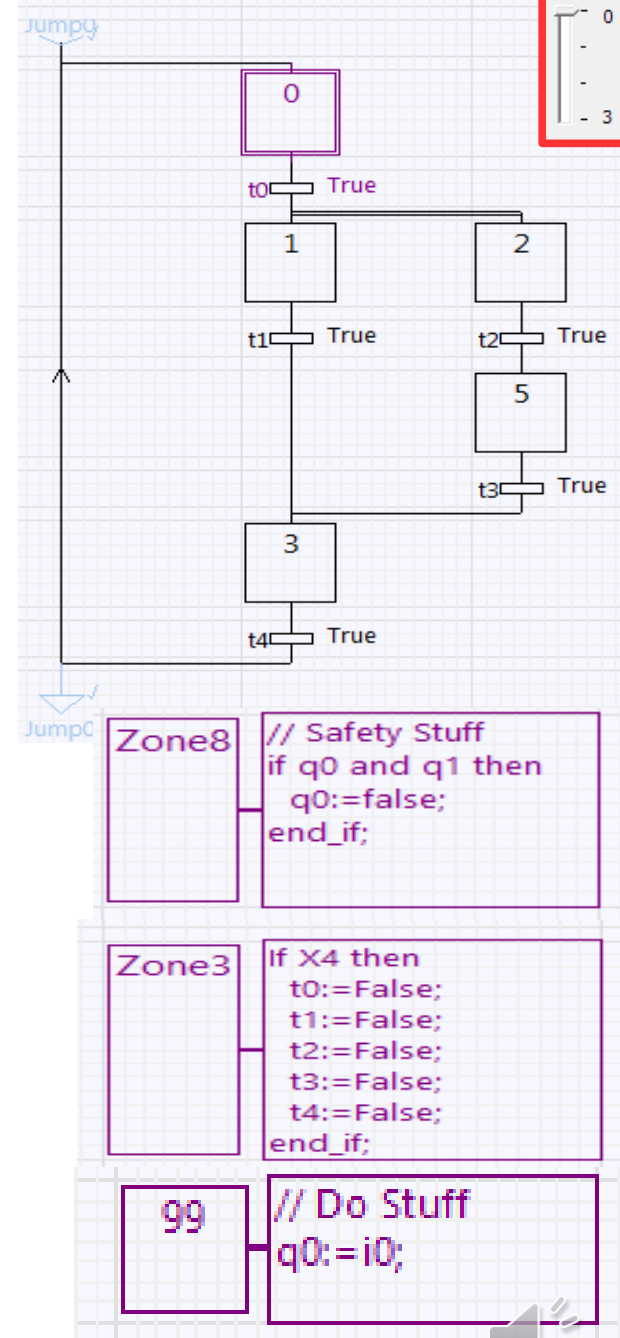 Jump0
0
3
0
t0 True
1
2
t1 True
t2 True
5
t3 True
3
t4 True
Jump0
Zone8
// Safety Stuff
if q0 and q1 then
q0:=false;
end_if;
Zone3
If X4 then
t0:=False;
t1:=False;
t2:=False;
t3:=False;
t4:=False;
end_if;
99
// Do Stuff
q0:=i0;